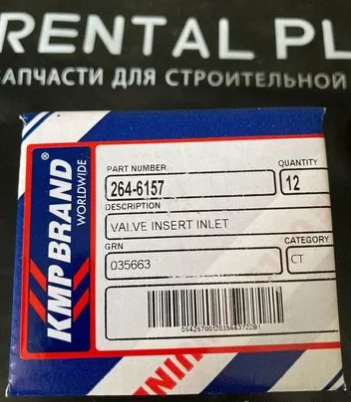 RENTAL PL
ЗАПЧАСТИ ДЛЯ СТРОИТЕЛЬНОЙ
KMP BRAND®
WORLDWIDE
PART NUMBER
264-6157
QUANTITY
12
DESCRIPTION
VALVE INSERT INLET
GRN
035663
CATEGORY
CT